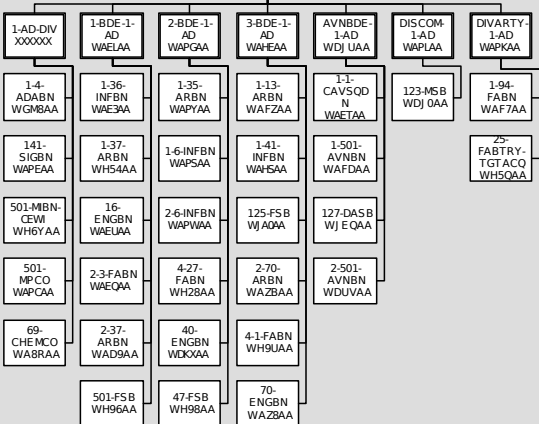 1-AD-DIV
XXXXXX
1-BDE-1-
AD
WAELAA
2-BDE-1-
AD
WAPGAA
3-BDE-1-
AD
WAHEAA
AVNBDE-
1-AD
WDJUAA
DISCOM-
1-AD
WAPLAA
DIVARTY-
1-AD
WAPKAA
1-4-
ADABN
WGM8AA
1-36-
INFBN
WAE3AA
1-35-
ARBN
WAPYAA
1-13-
ARBN
WAFZAA
1-1-
CAVSQD
N
WAETAA
123-MSB
WDJ0AA
1-94-
FABN
WAF7AA
141-
SIGBN
WAPEAA
1-37-
ARBN
WH54AA
1-6-INFBN
WAPSAA
1-41-
INFBN
WAHSAA
1-501-
AVNBN
WAFDAA
25-
FABTRY-
TGTACQ
WH5QAA
501-MIBN-
CEWI
WH6YAA
16-
ENGBN
WAEUAA
2-6-INFBN
WAPWAA
125-FSB
WJA0AA
127-DASB
WJEQAA
501-
MPCO
WAPCAA
2-3-FABN
WAEQAA
4-27-
FABN
WH28AA
2-70-
ARBN
WAZBAA
2-501-
AVNBN
WDUVAA
69-
CHEMCO
WA8RAA
2-37-
ARBN
WAD9AA
40-
ENGBN
WDKXAA
4-1-FABN
WH9UAA
501-FSB
WH96AA
47-FSB
WH98AA
70-
ENGBN
WAZ8AA